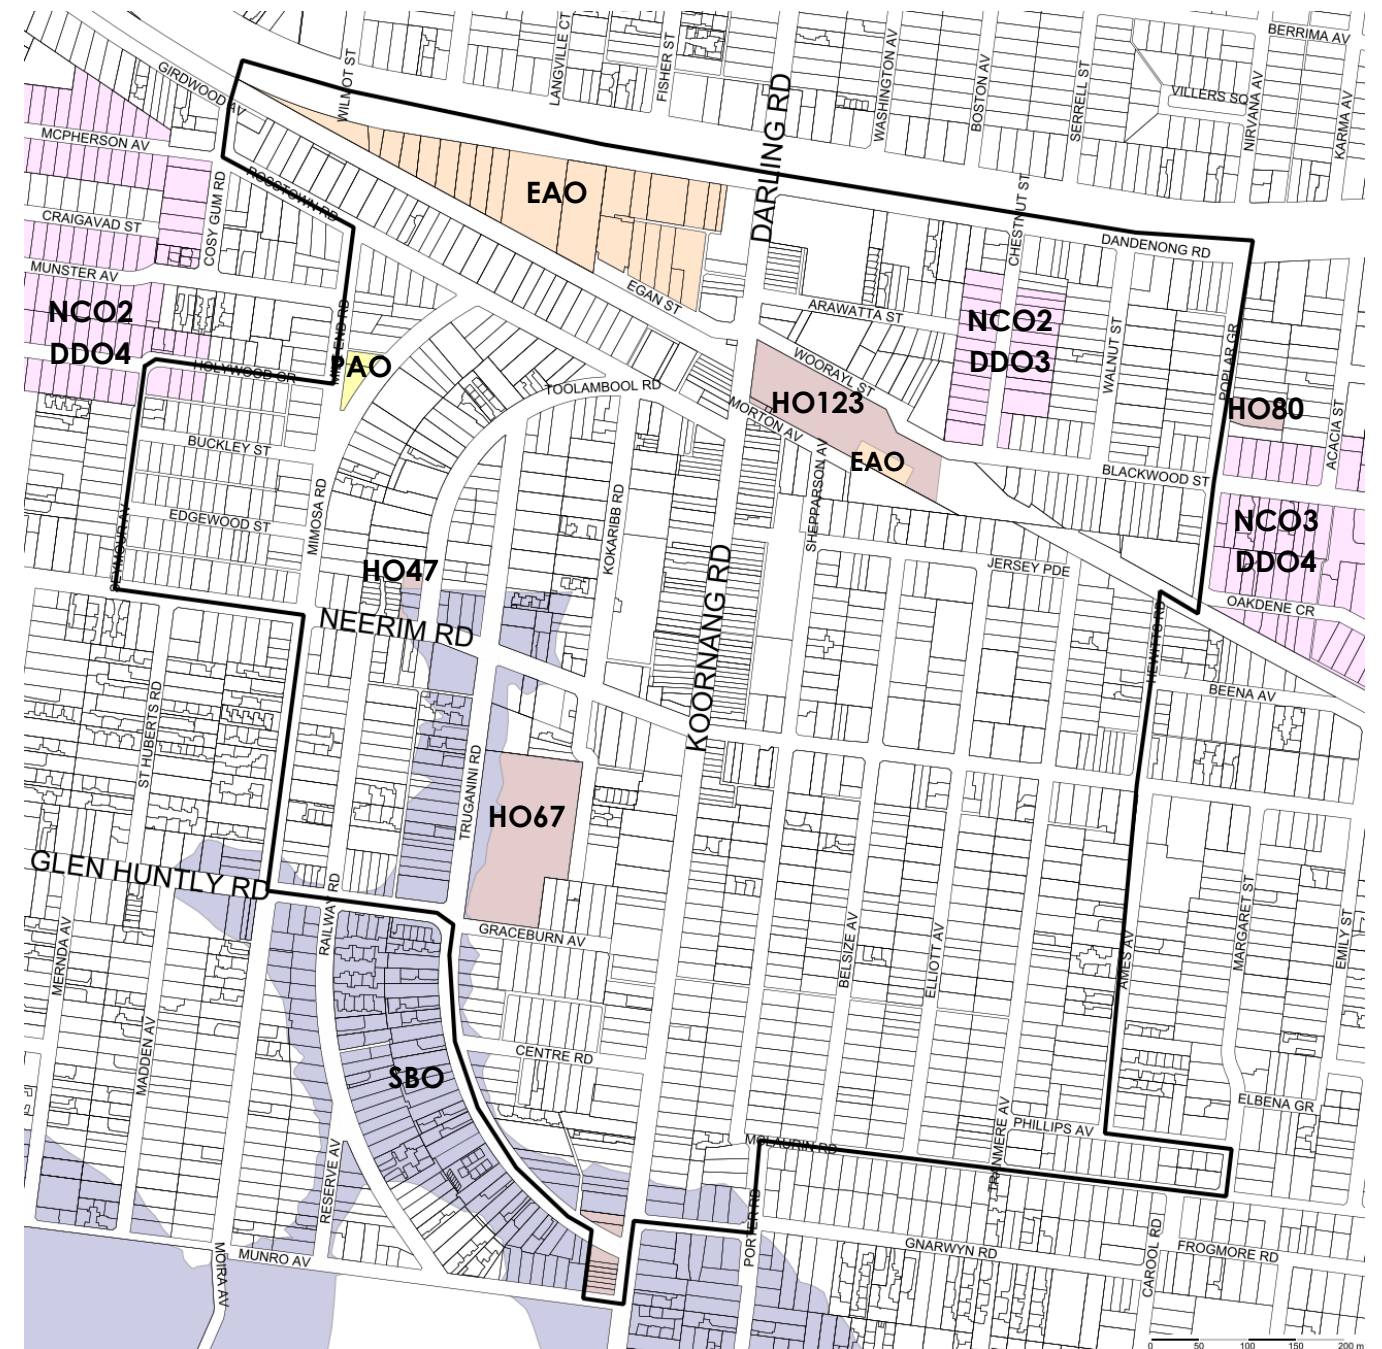 BERRIMA AV
WILMOT ST
LANGVILLE CT
FISHER ST
WASHINGTON AV
BOSTON AV
SERRELL ST
VILLERS SQ
NIRVANA AV
KARMA AV
GIRDWOOD AV
DARLING RD
MCPHERSON AV
ROSSTOWN RD
EAO
CHESTNUT ST
COSY GUM RD
CRAIGAVAD ST
DANDENONG RD
MUNSTER AV
EGAN ST
ARAWATTA ST
NCO2
DDO4
NCO2
DDO3
WALNUT ST
POPLAR GR
HOLYWOOD GR
PAO
WOORAYL ST
TOOLAMBOOL RD
HO123
MORTON AV
HO80
ACACIA ST
BUCKLEY ST
EAO
SHEPPARSON AV
BLACKWOOD ST
MIMOSA RD
KOKARIBB RD
EDGEWOOD ST
NCO3
DDO4
SEYMOUR AV
HO47
JERSEY PDE
KOORNANG RD
OAKDENE CR
NEERIM RD
HEWITTS RD
BEENA AV
ST HUBERTS RD
TRUGANINI RD
HO67
GLEN HUNTLY RD
RAILWAY RD
MERNDA AV
GRACEBURN AV
BELSIZE AV
ELLIOTT AV
AMES AV
MARGARET ST
EMILY ST
MADDEN AV
CENTRE RD
SBO
ELBENA GR
TRANMERE AV
PHILLIPS AV
MCLAURIN RD
RESERVE AV
PORTER RD
GNARWYN RD
CAROOL RD
FROGMORE RD
MOIRA AV
MUNRO AV
0 50 100 150 200 m